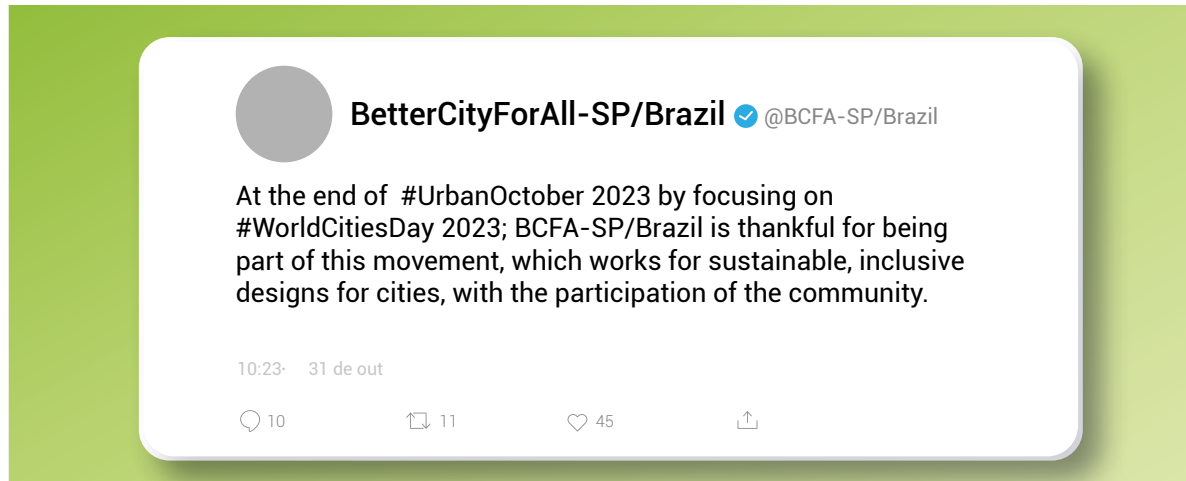 BetterCityForAll-SP/Brazil @BCFA-SP/Brazil
At the end of #UrbanOctober 2023 by focusing on
#WorldCitiesDay 2023; BCFA-SP/Brazil is thankful for being
part of this movement, which works for sustainable, inclusive
designs for cities, with the participation of the community.
10:23· 31 de out
10 11 45